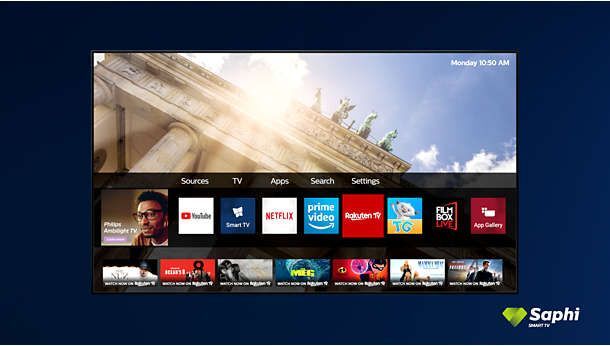 Monday 10:50 AM
Sources TV Apps Search Settings
Philips
Ambilight TV
YouTube
Smart TV
NETFLIX
prime
video
Rakuten TV
TG
FILM
BOX
LIVE
App Gallery
WATCH NOW ON Rakuten TV
OCEAN'S 8
WATCH NOW ON Rakuten TV
WATCH NOW ON Rakuten TV
MEG
WATCH NOW ON Rakuten TV
WATCH NOW ON Rakuten TV
WATCH NOW ON Rakuten TV
WATCH NOW ON Rakuten TV
Saphi
SMART TV